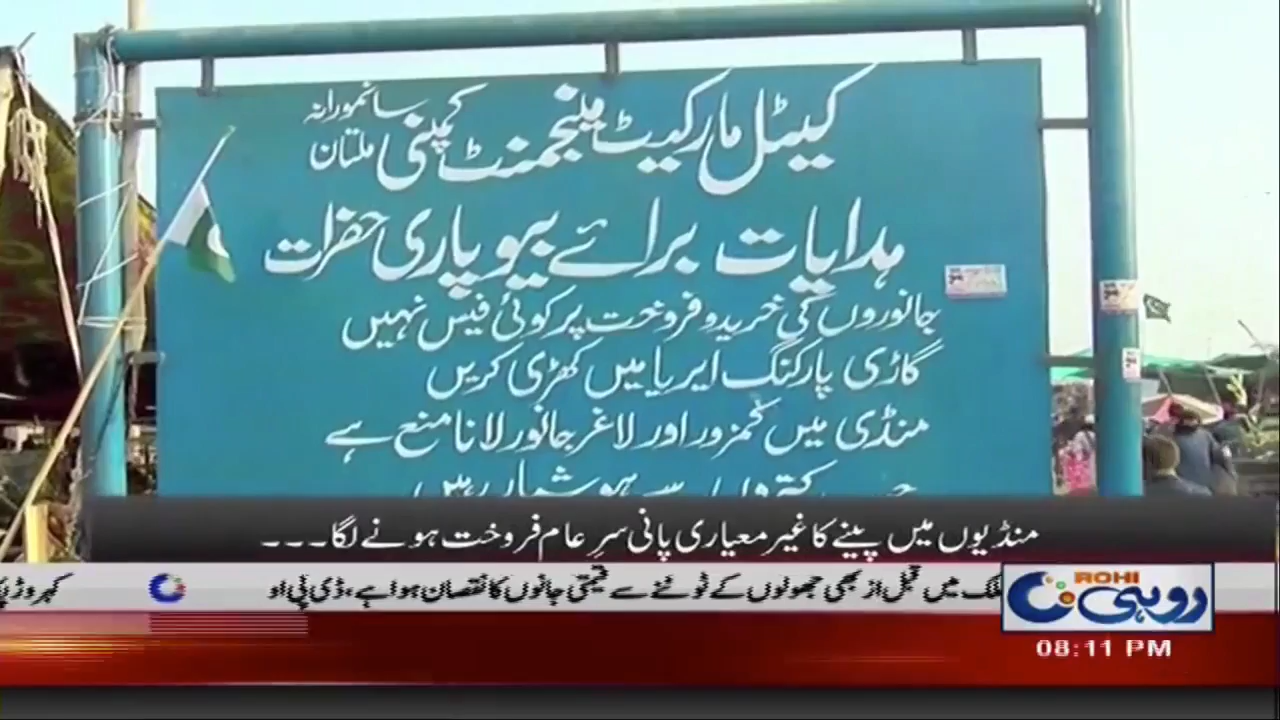 کیٹل مارکیٹ مینجمنٹ کمپنی ملتان
ہدایات برائے بیوپاری حضرات
جانوروں کی خرید و فروخت پر کوئی فیس نہیں
گاڑی پارکنگ ایریا میں کھڑی کریں
منڈی میں کمزور اور لاغر جانور لانا منع ہے
منڈیوں میں پینے کا غیر معیاری پانی سرِ عام فروخت ہونے لگا۔۔۔
میں قبل از بھی جھولوں کے ٹوٹنے سے قیمتی جانوں کا نقصان ہوا ہے، ڈی پی او
کہروڑ
ROHI
روہی
08:11 PM